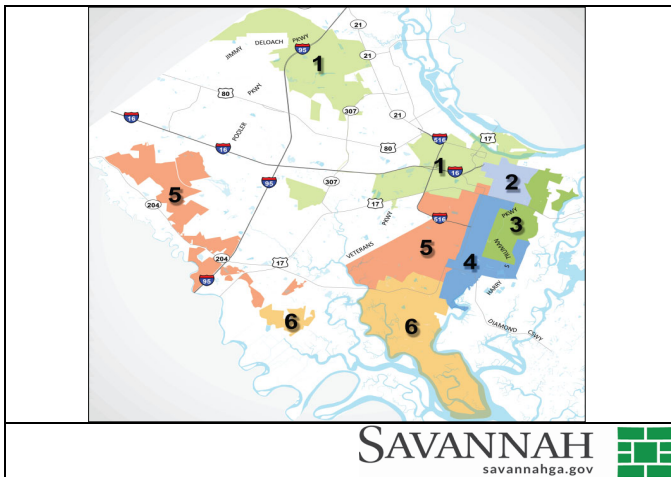 21
JIMMY DELOACH PKWY
95
1
21
80
PKWY
307
POOLER
21
16
516
17
16
80
1
16
5
95
307
2
204
17
PKWY
516
PKWY
3
TRUMAN
VETERANS
5
4
204
17
S
95
HARRY
6
6
DIAMOND CSWY
SAVANNAH
savannahga.gov